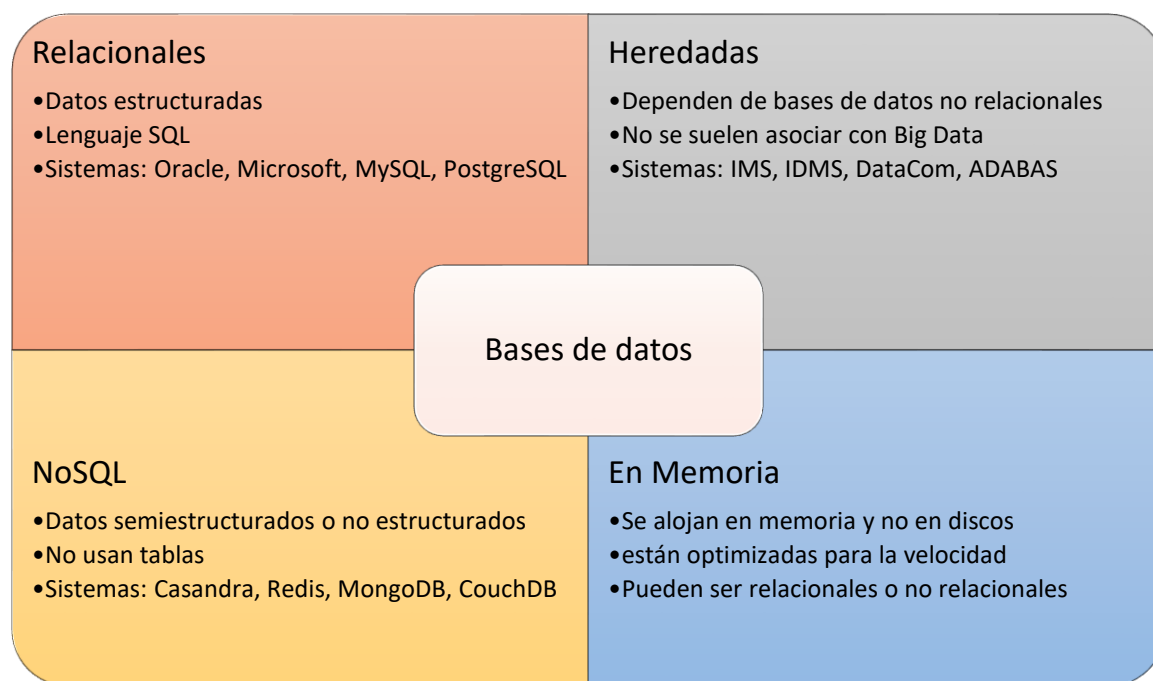 Relacionales
•Datos estructuradas
•Lenguaje SQL
•Sistemas: Oracle, Microsoft, MySQL, PostgreSQL
Heredadas
•Dependen de bases de datos no relacionales
•No se suelen asociar con Big Data
•Sistemas: IMS, IDMS, DataCom, ADABAS
Bases de datos
NoSQL
•Datos semiestructurados o no estructurados
•No usan tablas
•Sistemas: Casandra, Redis, MongoDB, CouchDB
En Memoria
•Se alojan en memoria y no en discos
•están optimizadas para la velocidad
•Pueden ser relacionales o no relacionales